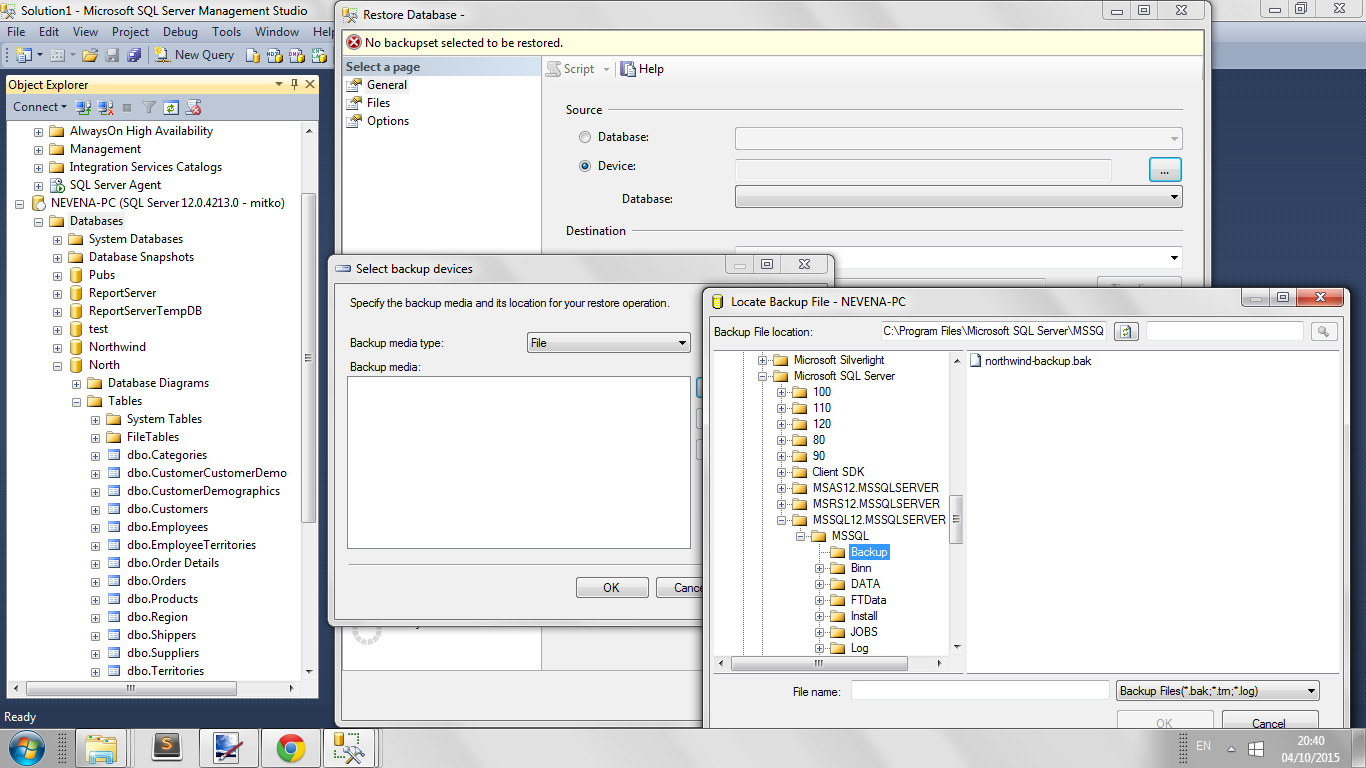 Solution1 - Microsoft SQL Server Management Studio
File Edit View Project Debug Tools Window Help
New Query
Object Explorer
Connect
AlwaysOn High Availability
Management
Integration Services Catalogs
SQL Server Agent
NEVENA-PC (SQL Server 12.0.4213.0 - mitko)
Databases
System Databases
Database Snapshots
Pubs
ReportServer
ReportServerTempDB
test
Northwind
North
Database Diagrams
Tables
System Tables
FileTables
dbo.Categories
dbo.CustomerCustomerDemo
dbo.CustomerDemographics
dbo.Customers
dbo.Employees
dbo.EmployeeTerritories
dbo.Order Details
dbo.Orders
dbo.Products
dbo.Region
dbo.Shippers
dbo.Suppliers
dbo.Territories
Ready
Restore Database -
No backupset selected to be restored.
Select a page
General
Files
Options
Script
Help
Source
Database:
Device:
...
Database:
Destination
Select backup devices
Specify the backup media and its location for your restore operation.
Backup media type:
File
Backup media:
OK
Locate Backup File - NEVENA-PC
Backup File location:
C:\Program Files\Microsoft SQL Server\MSSQ
Microsoft Silverlight
Microsoft SQL Server
100
110
120
80
90
Client SDK
MSAS12.MSSQLSERVER
MSRS12.MSSQLSERVER
MSSQL12.MSSQLSERVER
MSSQL
Backup
Binn
DATA
FTData
Install
JOBS
Log
northwind-backup.bak
File name:
Backup Files(*.bak;*.trn;*.log)
OK
Cancel
EN
20:40
04/10/2015